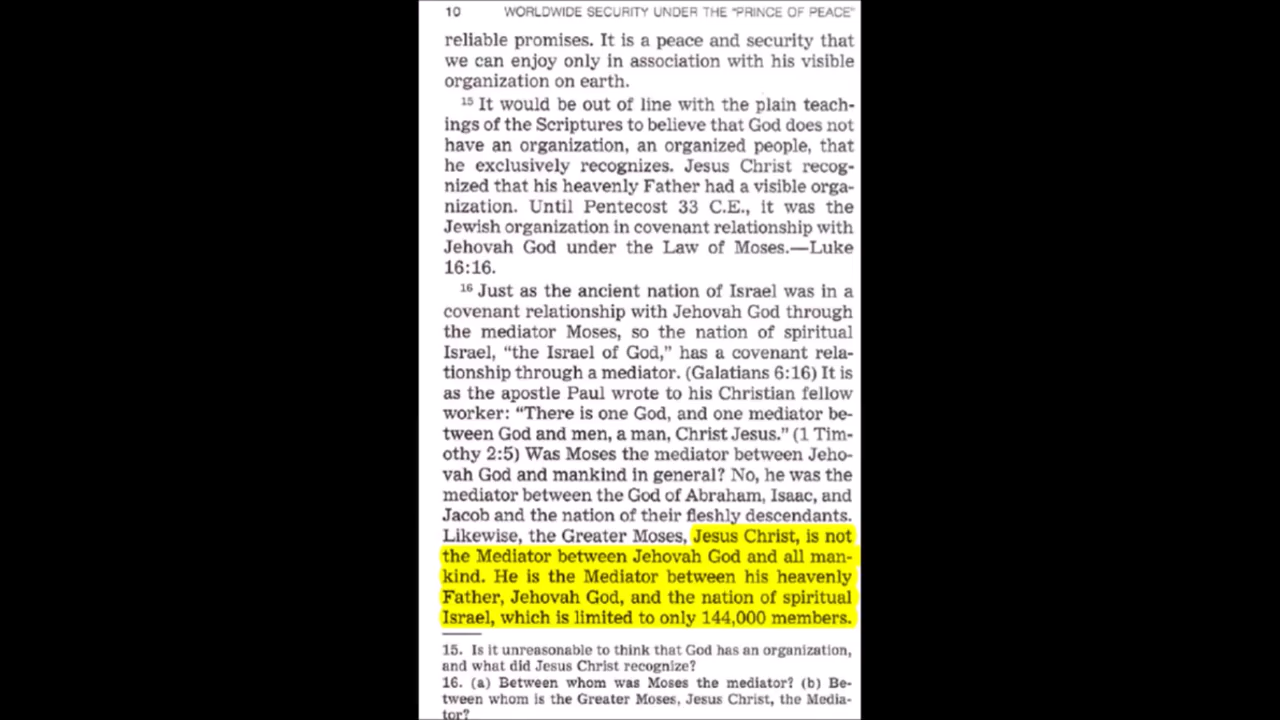 10 WORLDWIDE SECURITY UNDER THE "PRINCE OF PEACE"
reliable promises. It is a peace and security that
we can enjoy only in association with his visible
organization on earth.
15 It would be out of line with the plain teach-
ings of the Scriptures to believe that God does not
have an organization, an organized people, that
he exclusively recognizes. Jesus Christ recog-
nized that his heavenly Father had a visible orga-
nization. Until Pentecost 33 C.E., it was the
Jewish organization in covenant relationship with
Jehovah God under the Law of Moses.—Luke
16:16.
16 Just as the ancient nation of Israel was in a
covenant relationship with Jehovah God through
the mediator Moses, so the nation of spiritual
Israel, “the Israel of God,” has a covenant rela-
tionship through a mediator. (Galatians 6:16) It is
as the apostle Paul wrote to his Christian fellow
worker: “There is one God, and one mediator be-
tween God and men, a man, Christ Jesus.” (1 Tim-
othy 2:5) Was Moses the mediator between Jeho-
vah God and mankind in general? No, he was the
mediator between the God of Abraham, Isaac, and
Jacob and the nation of their fleshly descendants.
Likewise, the Greater Moses, Jesus Christ, is not
the Mediator between Jehovah God and all man-
kind. He is the Mediator between his heavenly
Father, Jehovah God, and the nation of spiritual
Israel, which is limited to only 144,000 members.
15. Is it unreasonable to think that God has an organization,
and what did Jesus Christ recognize?
16. (a) Between whom was Moses the mediator? (b) Be-
tween whom is the Greater Moses, Jesus Christ, the Media-
tor?